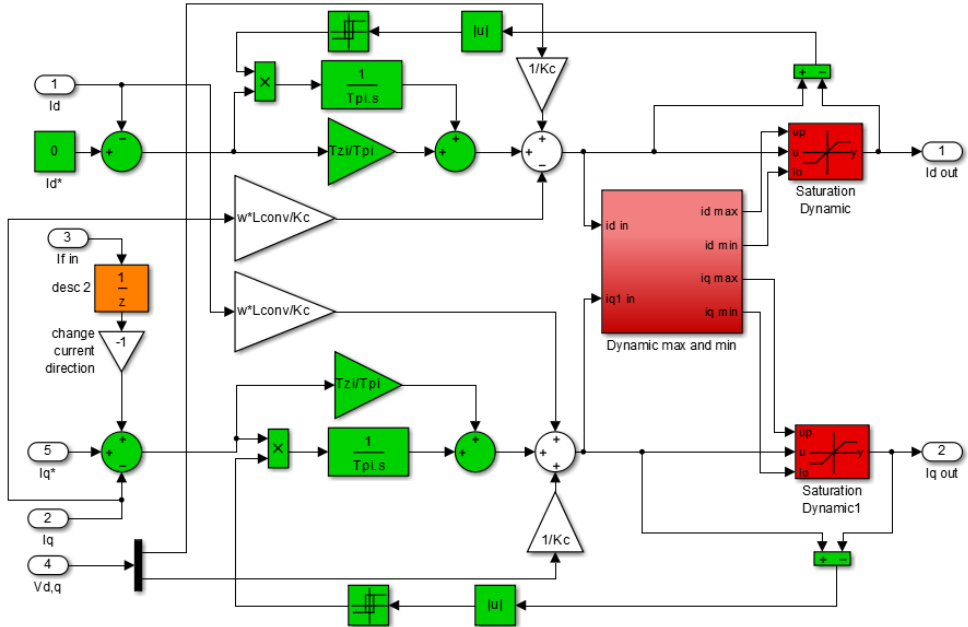 |u|
1/Kc
1
Id
×
1
Tpi.s
+ −
0
Id*
−
+
Tzi/Tpi
+
+
+
+
−
up
u
lo
y
1
Id out
Saturation
Dynamic
w*Lconv/Kc
3
If in
desc 2
1
z
id in
iq1 in
id max
id min
iq max
iq min
Dynamic max and min
w*Lconv/Kc
change
current
direction
-1
Tzi/Tpi
5
Iq*
+
+
−
×
1
Tpi.s
+
+
+
+
+
up
u
lo
y
2
Iq out
Saturation
Dynamic1
2
Iq
1/Kc
4
Vd,q
+ −
|u|